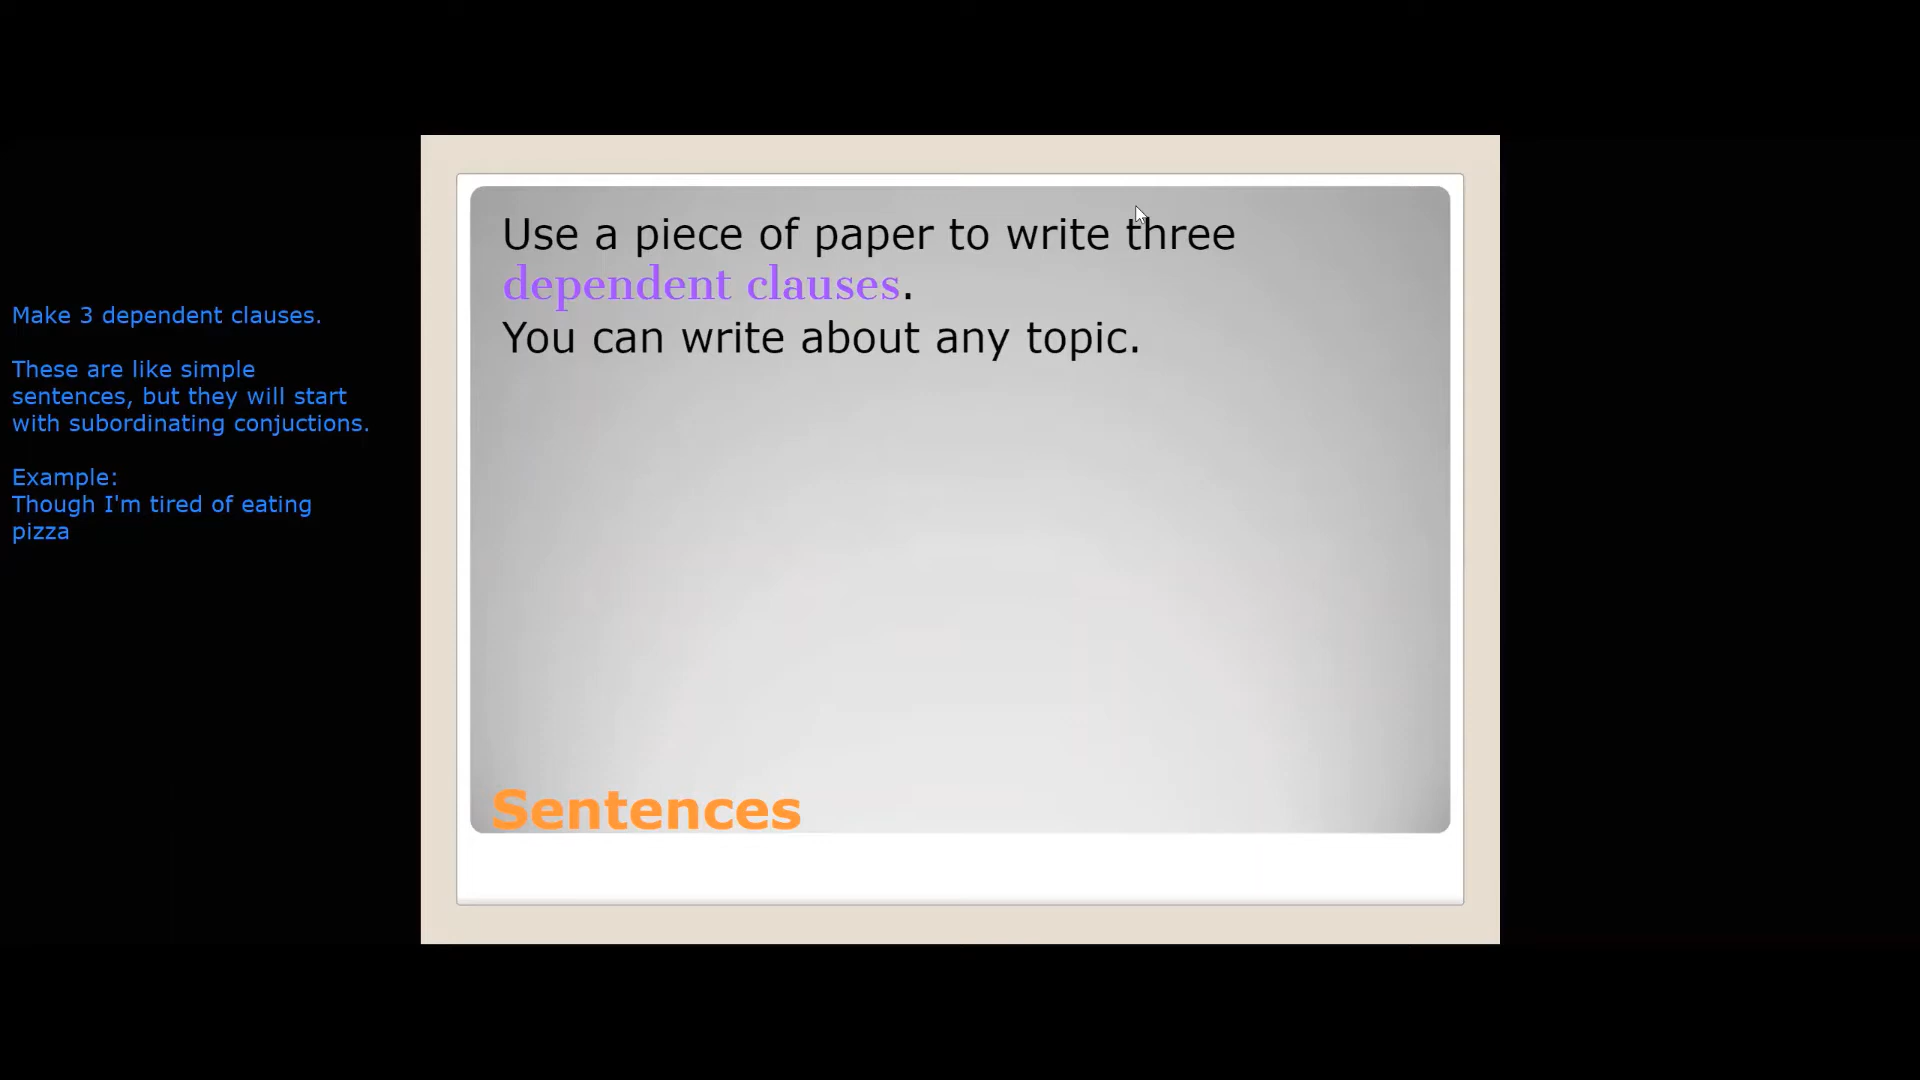 Make 3 dependent clauses.
These are like simple
sentences, but they will start
with subordinating conjuctions.
Example:
Though I'm tired of eating
pizza
Use a piece of paper to write three
dependent clauses.
You can write about any topic.
Sentences